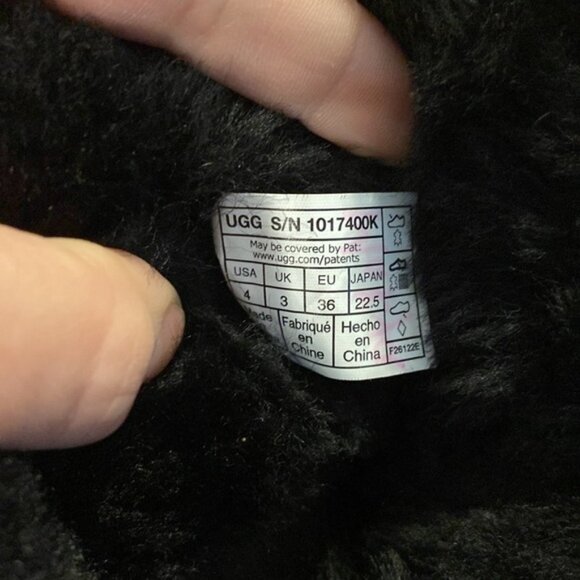 UGG S/N 1017400K
May be covered by Pat:
www.ugg.com/patents
USA UK EU JAPAN
4 3 36 22.5
Fabriqué en Chine
Hecho en China
F26122E